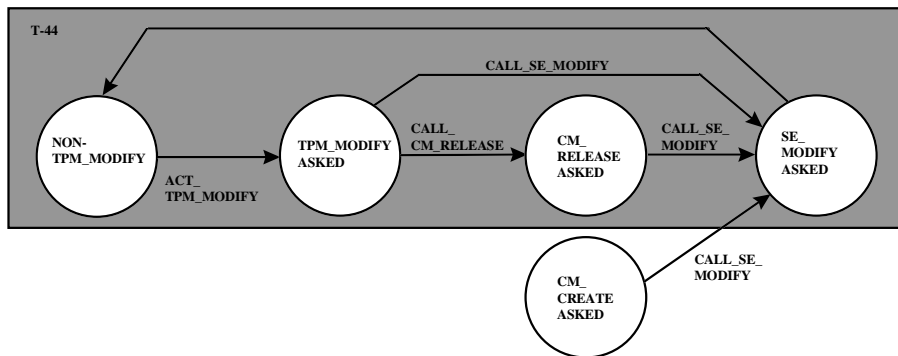 T-44
CALL_SE_MODIFY
NON-
TPM_MODIFY
ACT_
TPM_MODIFY
TPM_MODIFY
ASKED
CALL_
CM_RELEASE
CM_
RELEASE
ASKED
CALL_SE_
MODIFY
SE_
MODIFY
ASKED
CM_
CREATE
ASKED
CALL_SE_
MODIFY